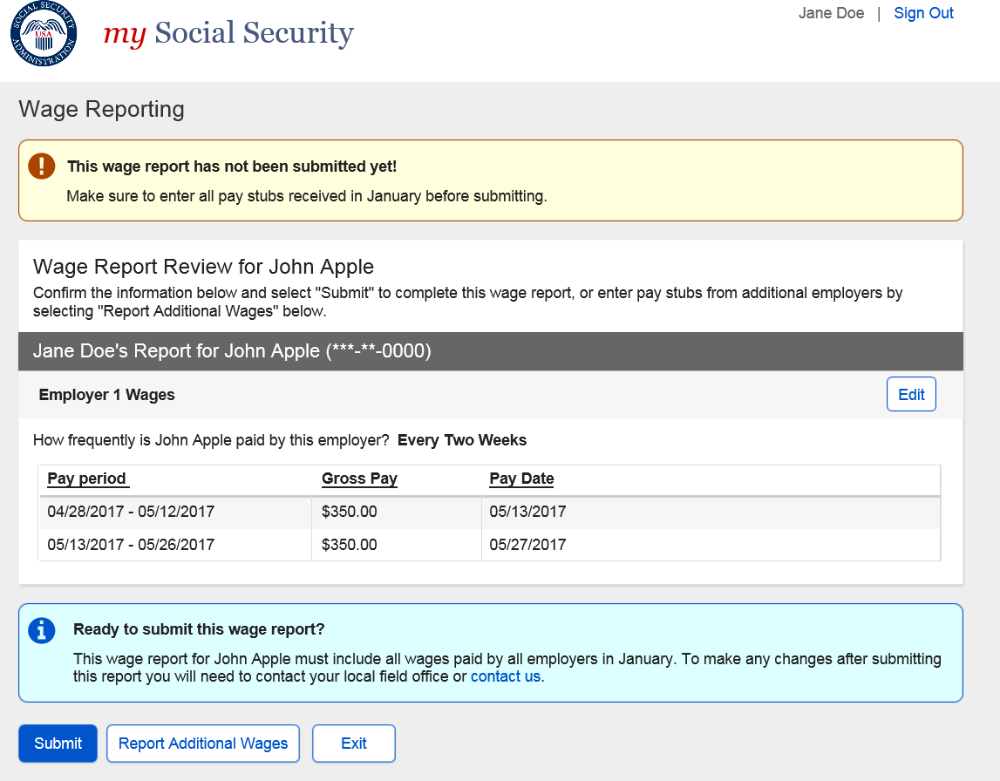 SOCIAL SECURITY ADMINISTRATION
USA
my Social Security
Jane Doe | Sign Out
Wage Reporting
This wage report has not been submitted yet!
Make sure to enter all pay stubs received in January before submitting.
Wage Report Review for John Apple
Confirm the information below and select "Submit" to complete this wage report, or enter pay stubs from additional employers by
selecting "Report Additional Wages" below.
Jane Doe's Report for John Apple (***-**-0000)
Employer 1 Wages
Edit
How frequently is John Apple paid by this employer? Every Two Weeks
Pay period Gross Pay Pay Date
04/28/2017 - 05/12/2017 $350.00 05/13/2017
05/13/2017 - 05/26/2017 $350.00 05/27/2017
Ready to submit this wage report?
This wage report for John Apple must include all wages paid by all employers in January. To make any changes after submitting
this report you will need to contact your local field office or contact us.
Submit Report Additional Wages Exit